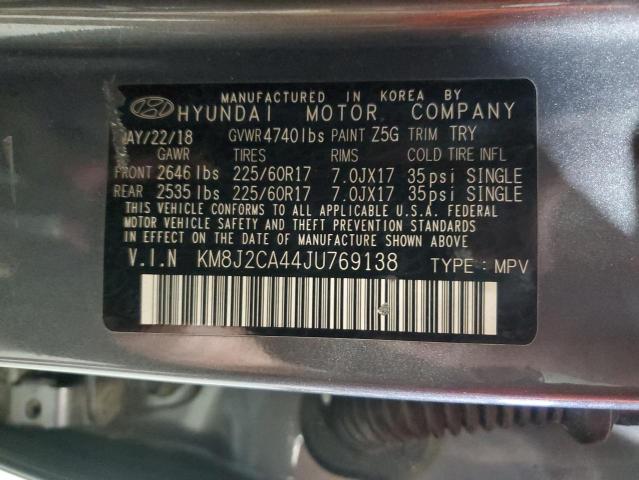 MANUFACTURED IN KOREA BY
HYUNDAI MOTOR COMPANY
MAY/22/18 GVWR 4740lbs PAINT Z5G TRIM TRY
GAWR TIRES RIMS COLD TIRE INFL
FRONT 2646 lbs 225/60R17 7.0JX17 35psi SINGLE
REAR 2535 lbs 225/60R17 7.0JX17 35psi SINGLE
THIS VEHICLE CONFORMS TO ALL APPLICABLE U.S.A. FEDERAL
MOTOR VEHICLE SAFETY AND THEFT PREVENTION STANDARDS
IN EFFECT ON THE DATE OF MANUFACTURE SHOWN ABOVE.
V.I.N KM8J2CA44JU769138 TYPE : MPV